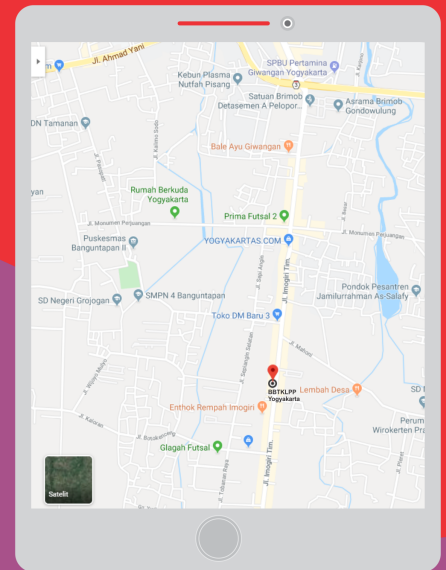 Jl. Ahmad Yani
SPBU Pertamina
Giwangan Yogyakarta
Kebun Plasma
Nutfah Pisang
Satuan Brimob
Detasemen A Pelopor...
Asrama Brimob
Gondowulung
DN Tamanan
Bale Ayu Giwangan
yan
Rumah Berkuda
Yogyakarta
Prima Futsal 2
Jl. Monumen Perjuangan
Jl. Monumen Perjuangan
Puskesmas
Banguntapan II
YOGYAKARTAS.COM
Jl. Imogiri Tim.
Pondok Pesantren
Jamilurrahman As-Salafy
SD Negeri Grojogan
SMPN 4 Banguntapan
Toko DM Baru 3
BBTKLPP
Yogyakarta
Lembah Desa
SD
Enthok Rempah Imogiri
Perum
Wirokerten Pra
Glagah Futsal
Jl. Imogiri Tim.
Satelit